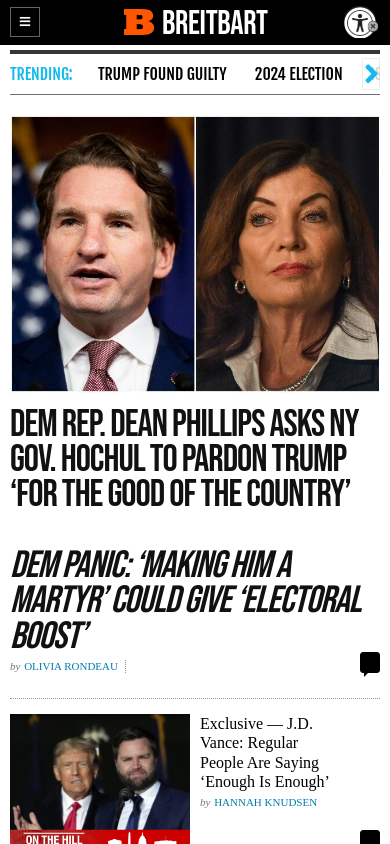 BREITBART
TRENDING: TRUMP FOUND GUILTY 2024 ELECTION
DEM REP. DEAN PHILLIPS ASKS NY
GOV. HOCHUL TO PARDON TRUMP
‘FOR THE GOOD OF THE COUNTRY’
DEM PANIC: ‘MAKING HIM A
MARTYR’ COULD GIVE ‘ELECTORAL
BOOST’
by OLIVIA RONDEAU
Exclusive — J.D.
Vance: Regular
People Are Saying
‘Enough Is Enough’
by HANNAH KNUDSEN
ON THE HILL